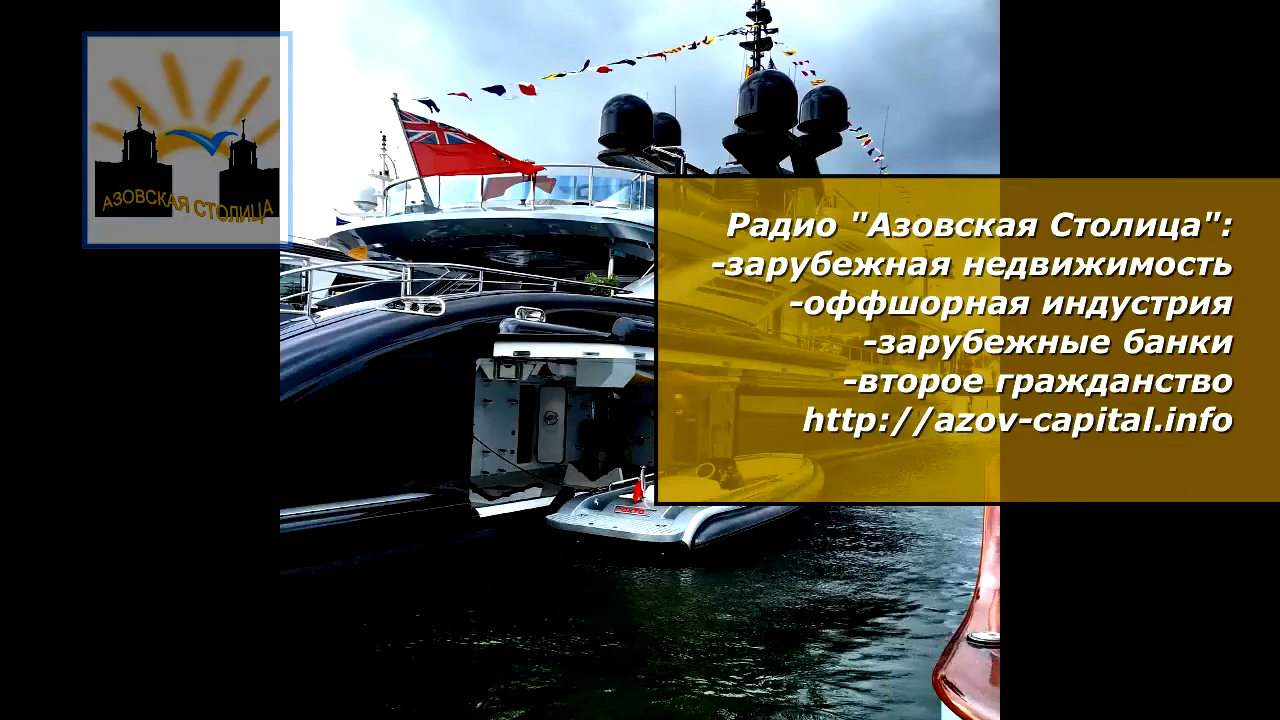 АЗОВСКАЯ СТОЛИЦА
Радио "Азовская Столица":
-зарубежная недвижимость
-оффшорная индустрия
-зарубежные банки
-второе гражданство
http://azov-capital.info